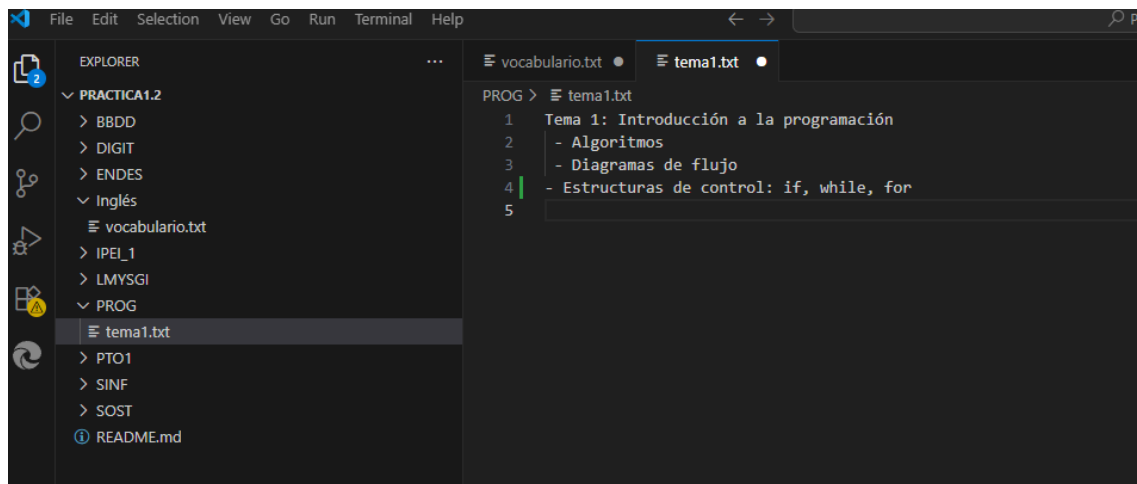 File Edit Selection View Go Run Terminal Help
EXPLORER
vocabulario.txt
tema1.txt
PRACTICA1.2
BBDD
DIGIT
ENDES
Inglés
vocabulario.txt
IPEI_1
LMYSGI
PROG
tema1.txt
PTO1
SINF
SOST
README.md
2
PROG > tema1.txt
1 Tema 1: Introducción a la programación
2 - Algoritmos
3 - Diagramas de flujo
4 - Estructuras de control: if, while, for
5